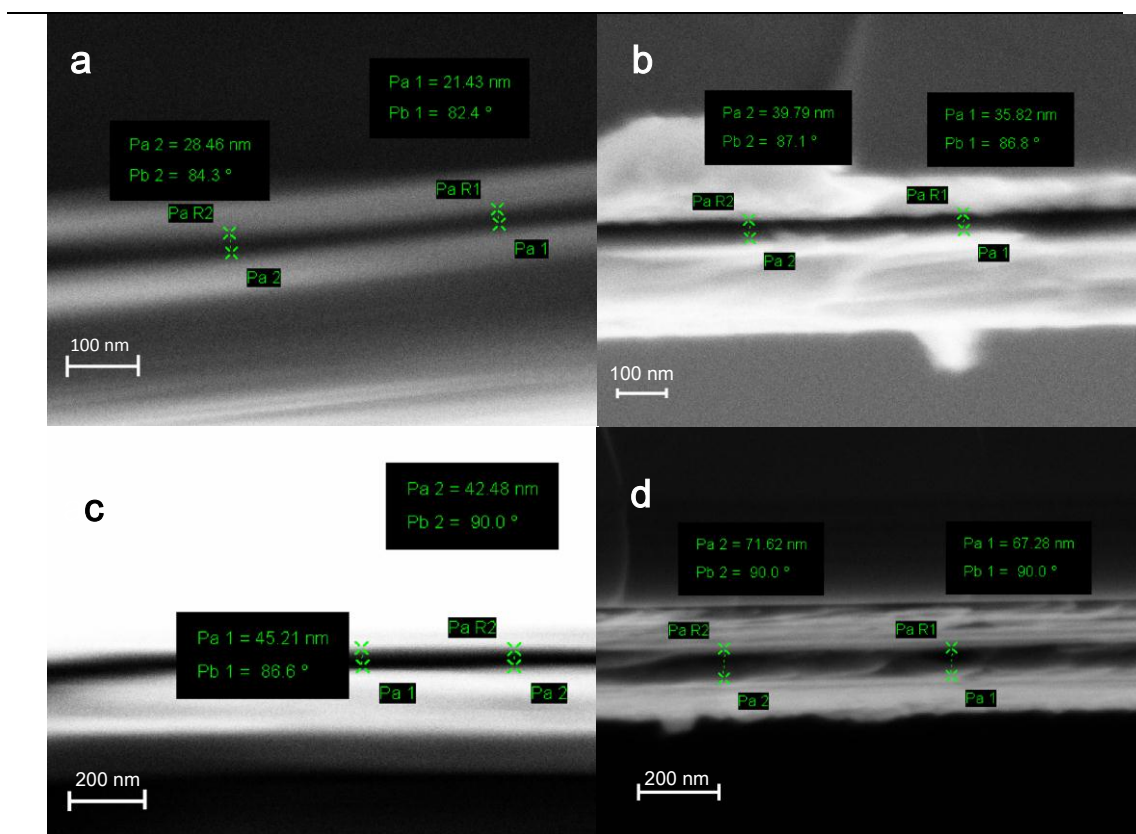 a
Pa 1 = 21.43 nm
Pb 1 = 82.4 °
Pa 2 = 28.46 nm
Pb 2 = 84.3 °
Pa R1
Pa R2
Pa 1
Pa 2
100 nm
b
Pa 2 = 39.79 nm
Pb 2 = 87.1 °
Pa 1 = 35.82 nm
Pb 1 = 86.8 °
Pa R2
Pa R1
Pa 2
Pa 1
100 nm
c
Pa 2 = 42.48 nm
Pb 2 = 90.0 °
Pa 1 = 45.21 nm
Pb 1 = 86.6 °
Pa R2
Pa 1
Pa 2
200 nm
d
Pa 2 = 71.62 nm
Pb 2 = 90.0 °
Pa 1 = 67.28 nm
Pb 1 = 90.0 °
Pa R2
Pa R1
Pa 2
Pa 1
200 nm